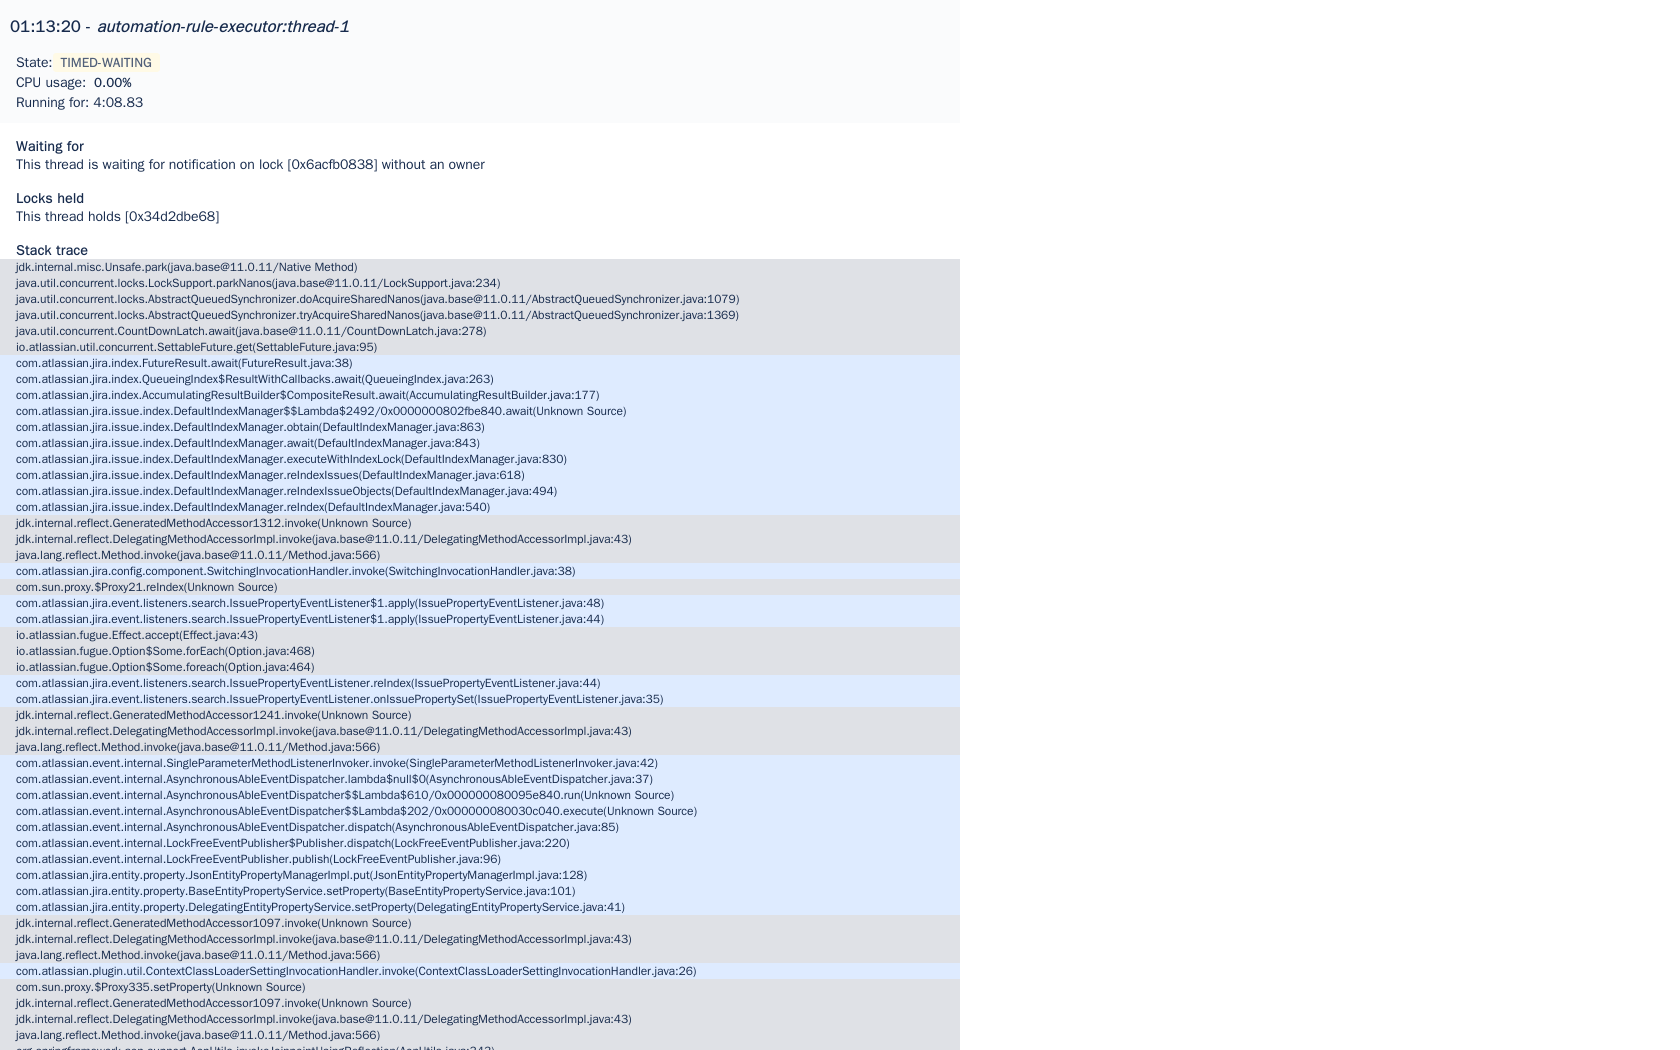 01:13:20 - automation-rule-executor:thread-1
State: TIMED-WAITING
CPU usage: 0.00%
Running for: 4:08.83
Waiting for
This thread is waiting for notification on lock [0x6acfb0838] without an owner
Locks held
This thread holds [0x34d2dbe68]
Stack trace
jdk.internal.misc.Unsafe.park(java.base@11.0.11/Native Method)
java.util.concurrent.locks.LockSupport.parkNanos(java.base@11.0.11/LockSupport.java:234)
java.util.concurrent.locks.AbstractQueuedSynchronizer.doAcquireSharedNanos(java.base@11.0.11/AbstractQueuedSynchronizer.java:1079)
java.util.concurrent.locks.AbstractQueuedSynchronizer.tryAcquireSharedNanos(java.base@11.0.11/AbstractQueuedSynchronizer.java:1369)
java.util.concurrent.CountDownLatch.await(java.base@11.0.11/CountDownLatch.java:278)
io.atlassian.util.concurrent.SettableFuture.get(SettableFuture.java:95)
com.atlassian.jira.index.FutureResult.await(FutureResult.java:38)
com.atlassian.jira.index.QueueingIndex$ResultWithCallbacks.await(QueueingIndex.java:263)
com.atlassian.jira.index.AccumulatingResultBuilder$CompositeResult.await(AccumulatingResultBuilder.java:177)
com.atlassian.jira.issue.index.DefaultIndexManager$$Lambda$2492/0x0000000802fbe840.await(Unknown Source)
com.atlassian.jira.issue.index.DefaultIndexManager.obtain(DefaultIndexManager.java:863)
com.atlassian.jira.issue.index.DefaultIndexManager.await(DefaultIndexManager.java:843)
com.atlassian.jira.issue.index.DefaultIndexManager.executeWithIndexLock(DefaultIndexManager.java:830)
com.atlassian.jira.issue.index.DefaultIndexManager.reIndexIssues(DefaultIndexManager.java:618)
com.atlassian.jira.issue.index.DefaultIndexManager.reIndexIssueObjects(DefaultIndexManager.java:494)
com.atlassian.jira.issue.index.DefaultIndexManager.reIndex(DefaultIndexManager.java:540)
jdk.internal.reflect.GeneratedMethodAccessor1312.invoke(Unknown Source)
jdk.internal.reflect.DelegatingMethodAccessorImpl.invoke(java.base@11.0.11/DelegatingMethodAccessorImpl.java:43)
java.lang.reflect.Method.invoke(java.base@11.0.11/Method.java:566)
com.atlassian.jira.config.component.SwitchingInvocationHandler.invoke(SwitchingInvocationHandler.java:38)
com.sun.proxy.$Proxy21.reIndex(Unknown Source)
com.atlassian.jira.event.listeners.search.IssuePropertyEventListener$1.apply(IssuePropertyEventListener.java:48)
com.atlassian.jira.event.listeners.search.IssuePropertyEventListener$1.apply(IssuePropertyEventListener.java:44)
io.atlassian.fugue.Effect.accept(Effect.java:43)
io.atlassian.fugue.Option$Some.forEach(Option.java:468)
io.atlassian.fugue.Option$Some.foreach(Option.java:464)
com.atlassian.jira.event.listeners.search.IssuePropertyEventListener.reIndex(IssuePropertyEventListener.java:44)
com.atlassian.jira.event.listeners.search.IssuePropertyEventListener.onIssuePropertySet(IssuePropertyEventListener.java:35)
jdk.internal.reflect.GeneratedMethodAccessor1241.invoke(Unknown Source)
jdk.internal.reflect.DelegatingMethodAccessorImpl.invoke(java.base@11.0.11/DelegatingMethodAccessorImpl.java:43)
java.lang.reflect.Method.invoke(java.base@11.0.11/Method.java:566)
com.atlassian.event.internal.SingleParameterMethodListenerInvoker.invoke(SingleParameterMethodListenerInvoker.java:42)
com.atlassian.event.internal.AsynchronousAbleEventDispatcher.lambda$null$0(AsynchronousAbleEventDispatcher.java:37)
com.atlassian.event.internal.AsynchronousAbleEventDispatcher$$Lambda$610/0x000000080095e840.run(Unknown Source)
com.atlassian.event.internal.AsynchronousAbleEventDispatcher$$Lambda$202/0x000000080030c040.execute(Unknown Source)
com.atlassian.event.internal.AsynchronousAbleEventDispatcher.dispatch(AsynchronousAbleEventDispatcher.java:85)
com.atlassian.event.internal.LockFreeEventPublisher$Publisher.dispatch(LockFreeEventPublisher.java:220)
com.atlassian.event.internal.LockFreeEventPublisher.publish(LockFreeEventPublisher.java:96)
com.atlassian.jira.entity.property.JsonEntityPropertyManagerImpl.put(JsonEntityPropertyManagerImpl.java:128)
com.atlassian.jira.entity.property.BaseEntityPropertyService.setProperty(BaseEntityPropertyService.java:101)
com.atlassian.jira.entity.property.DelegatingEntityPropertyService.setProperty(DelegatingEntityPropertyService.java:41)
jdk.internal.reflect.GeneratedMethodAccessor1097.invoke(Unknown Source)
jdk.internal.reflect.DelegatingMethodAccessorImpl.invoke(java.base@11.0.11/DelegatingMethodAccessorImpl.java:43)
java.lang.reflect.Method.invoke(java.base@11.0.11/Method.java:566)
com.atlassian.plugin.util.ContextClassLoaderSettingInvocationHandler.invoke(ContextClassLoaderSettingInvocationHandler.java:26)
com.sun.proxy.$Proxy335.setProperty(Unknown Source)
jdk.internal.reflect.GeneratedMethodAccessor1097.invoke(Unknown Source)
jdk.internal.reflect.DelegatingMethodAccessorImpl.invoke(java.base@11.0.11/DelegatingMethodAccessorImpl.java:43)
java.lang.reflect.Method.invoke(java.base@11.0.11/Method.java:566)